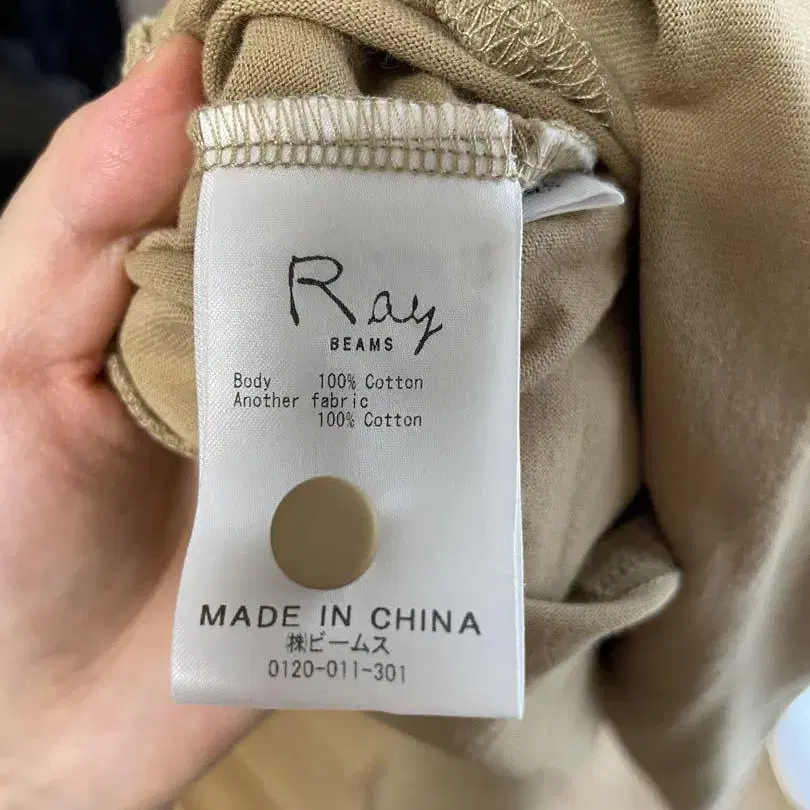 Ray
BEAMS
Body 100% Cotton
Another fabric
100% Cotton
MADE IN CHINA
㈱ビームス
0120-011-301